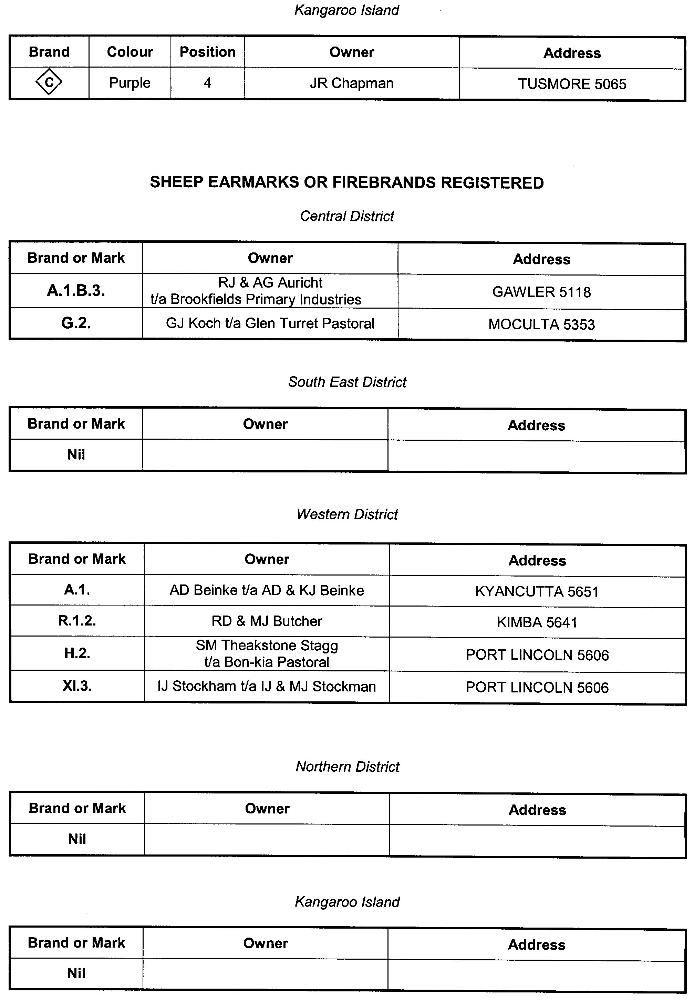 Kangaroo Island
Brand Colour Position Owner Address
C Purple 4 JR Chapman TUSMORE 5065
SHEEP EARMARKS OR FIREBRANDS REGISTERED
Central District
Brand or Mark Owner Address
A.1.B.3. RJ & AG Auricht
t/a Brookfields Primary Industries GAWLER 5118
G.2. GJ Koch t/a Glen Turret Pastoral MOCULTA 5353
South East District
Brand or Mark Owner Address
Nil
Western District
Brand or Mark Owner Address
A.1. AD Beinke t/a AD & KJ Beinke KYANCUTTA 5651
R.1.2. RD & MJ Butcher KIMBA 5641
H.2. SM Theakstone Stagg
t/a Bon-kia Pastoral PORT LINCOLN 5606
XI.3. IJ Stockham t/a IJ & MJ Stockman PORT LINCOLN 5606
Northern District
Brand or Mark Owner Address
Nil
Kangaroo Island
Brand or Mark Owner Address
Nil